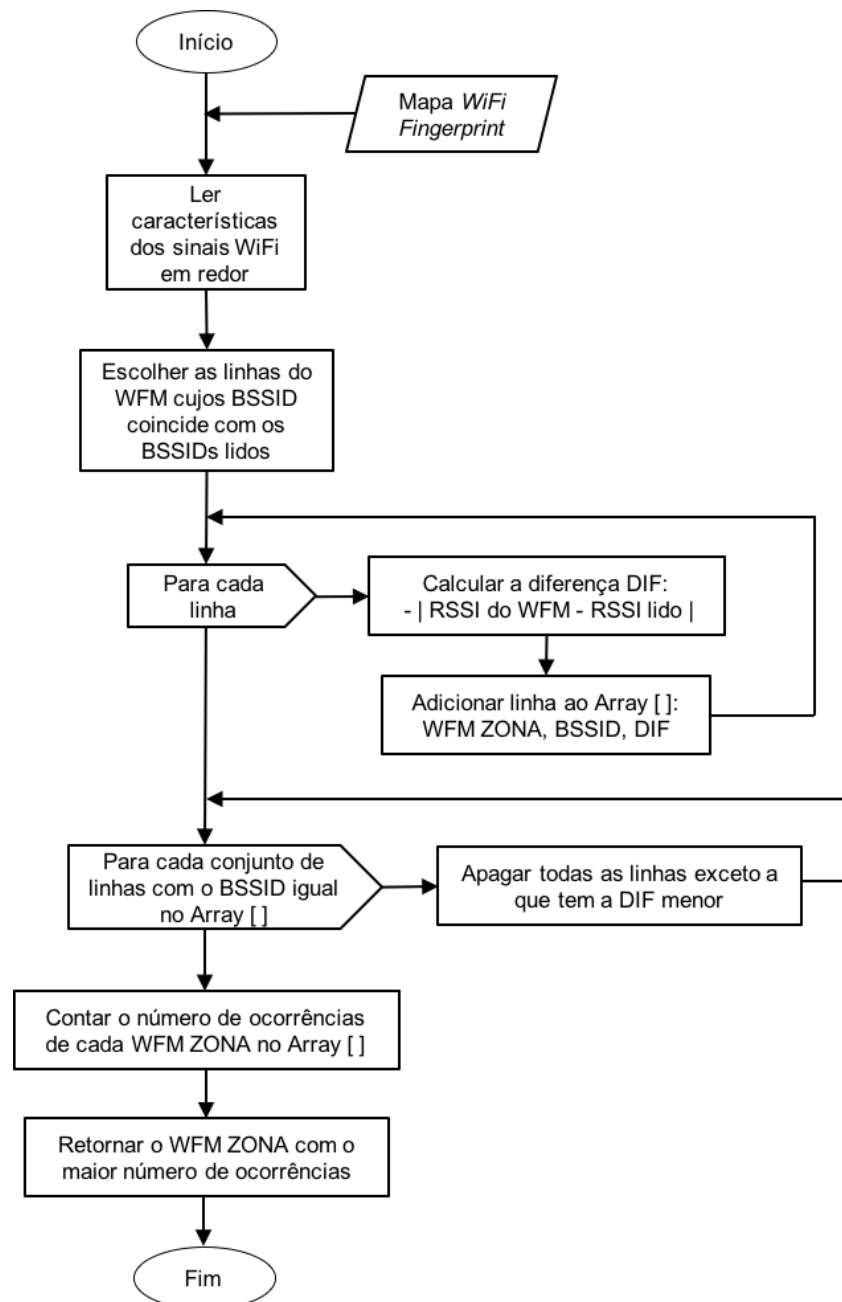 Início
Mapa WiFi
Fingerprint
Ler
característícas
dos sinais WiFi
em redor
Escolher as linhas do
WFM cujos BSSID
coincide com os
BSSIDs lidos
Para cada
linha
Calcular a diferença DIF:
- | RSSI do WFM - RSSI lido |
Adicionar linha ao Array [ ]:
WFM ZONA, BSSID, DIF
Para cada conjunto de
linhas com o BSSID igual
no Array [ ]
Apagar todas as linhas exceto a
que tem a DIF menor
Contar o número de ocorrências
de cada WFM ZONA no Array [ ]
Retornar o WFM ZONA com o
maior número de ocorrências
Fim